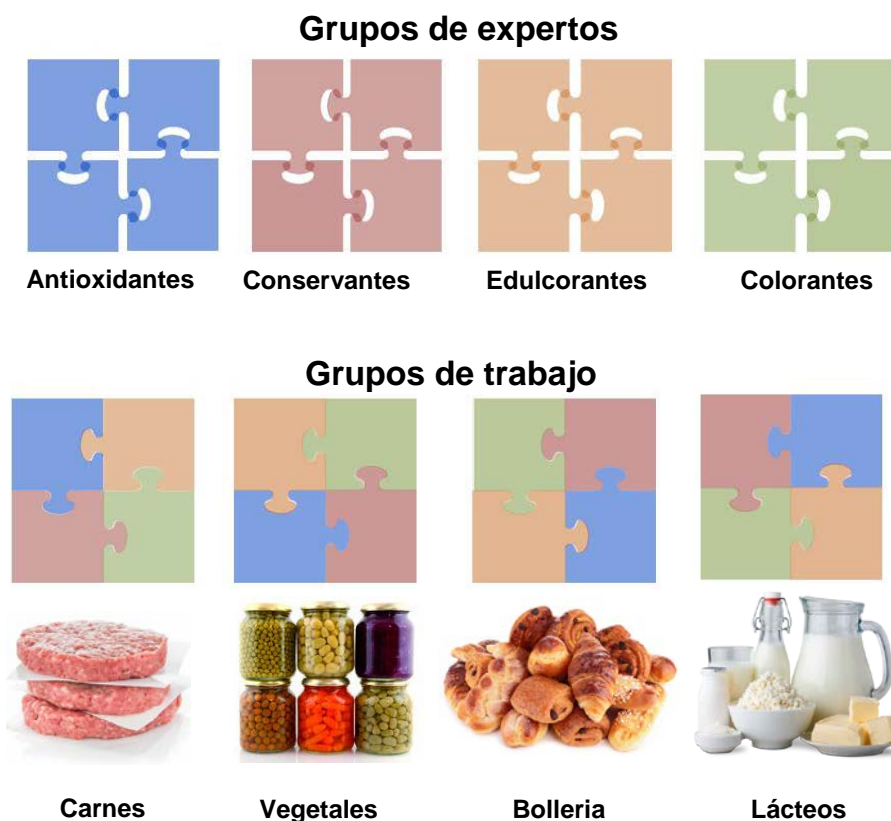 Grupos de expertos
Antioxidantes Conservantes Edulcorantes Colorantes
Grupos de trabajo
Carnes Vegetales Bolleria Lácteos